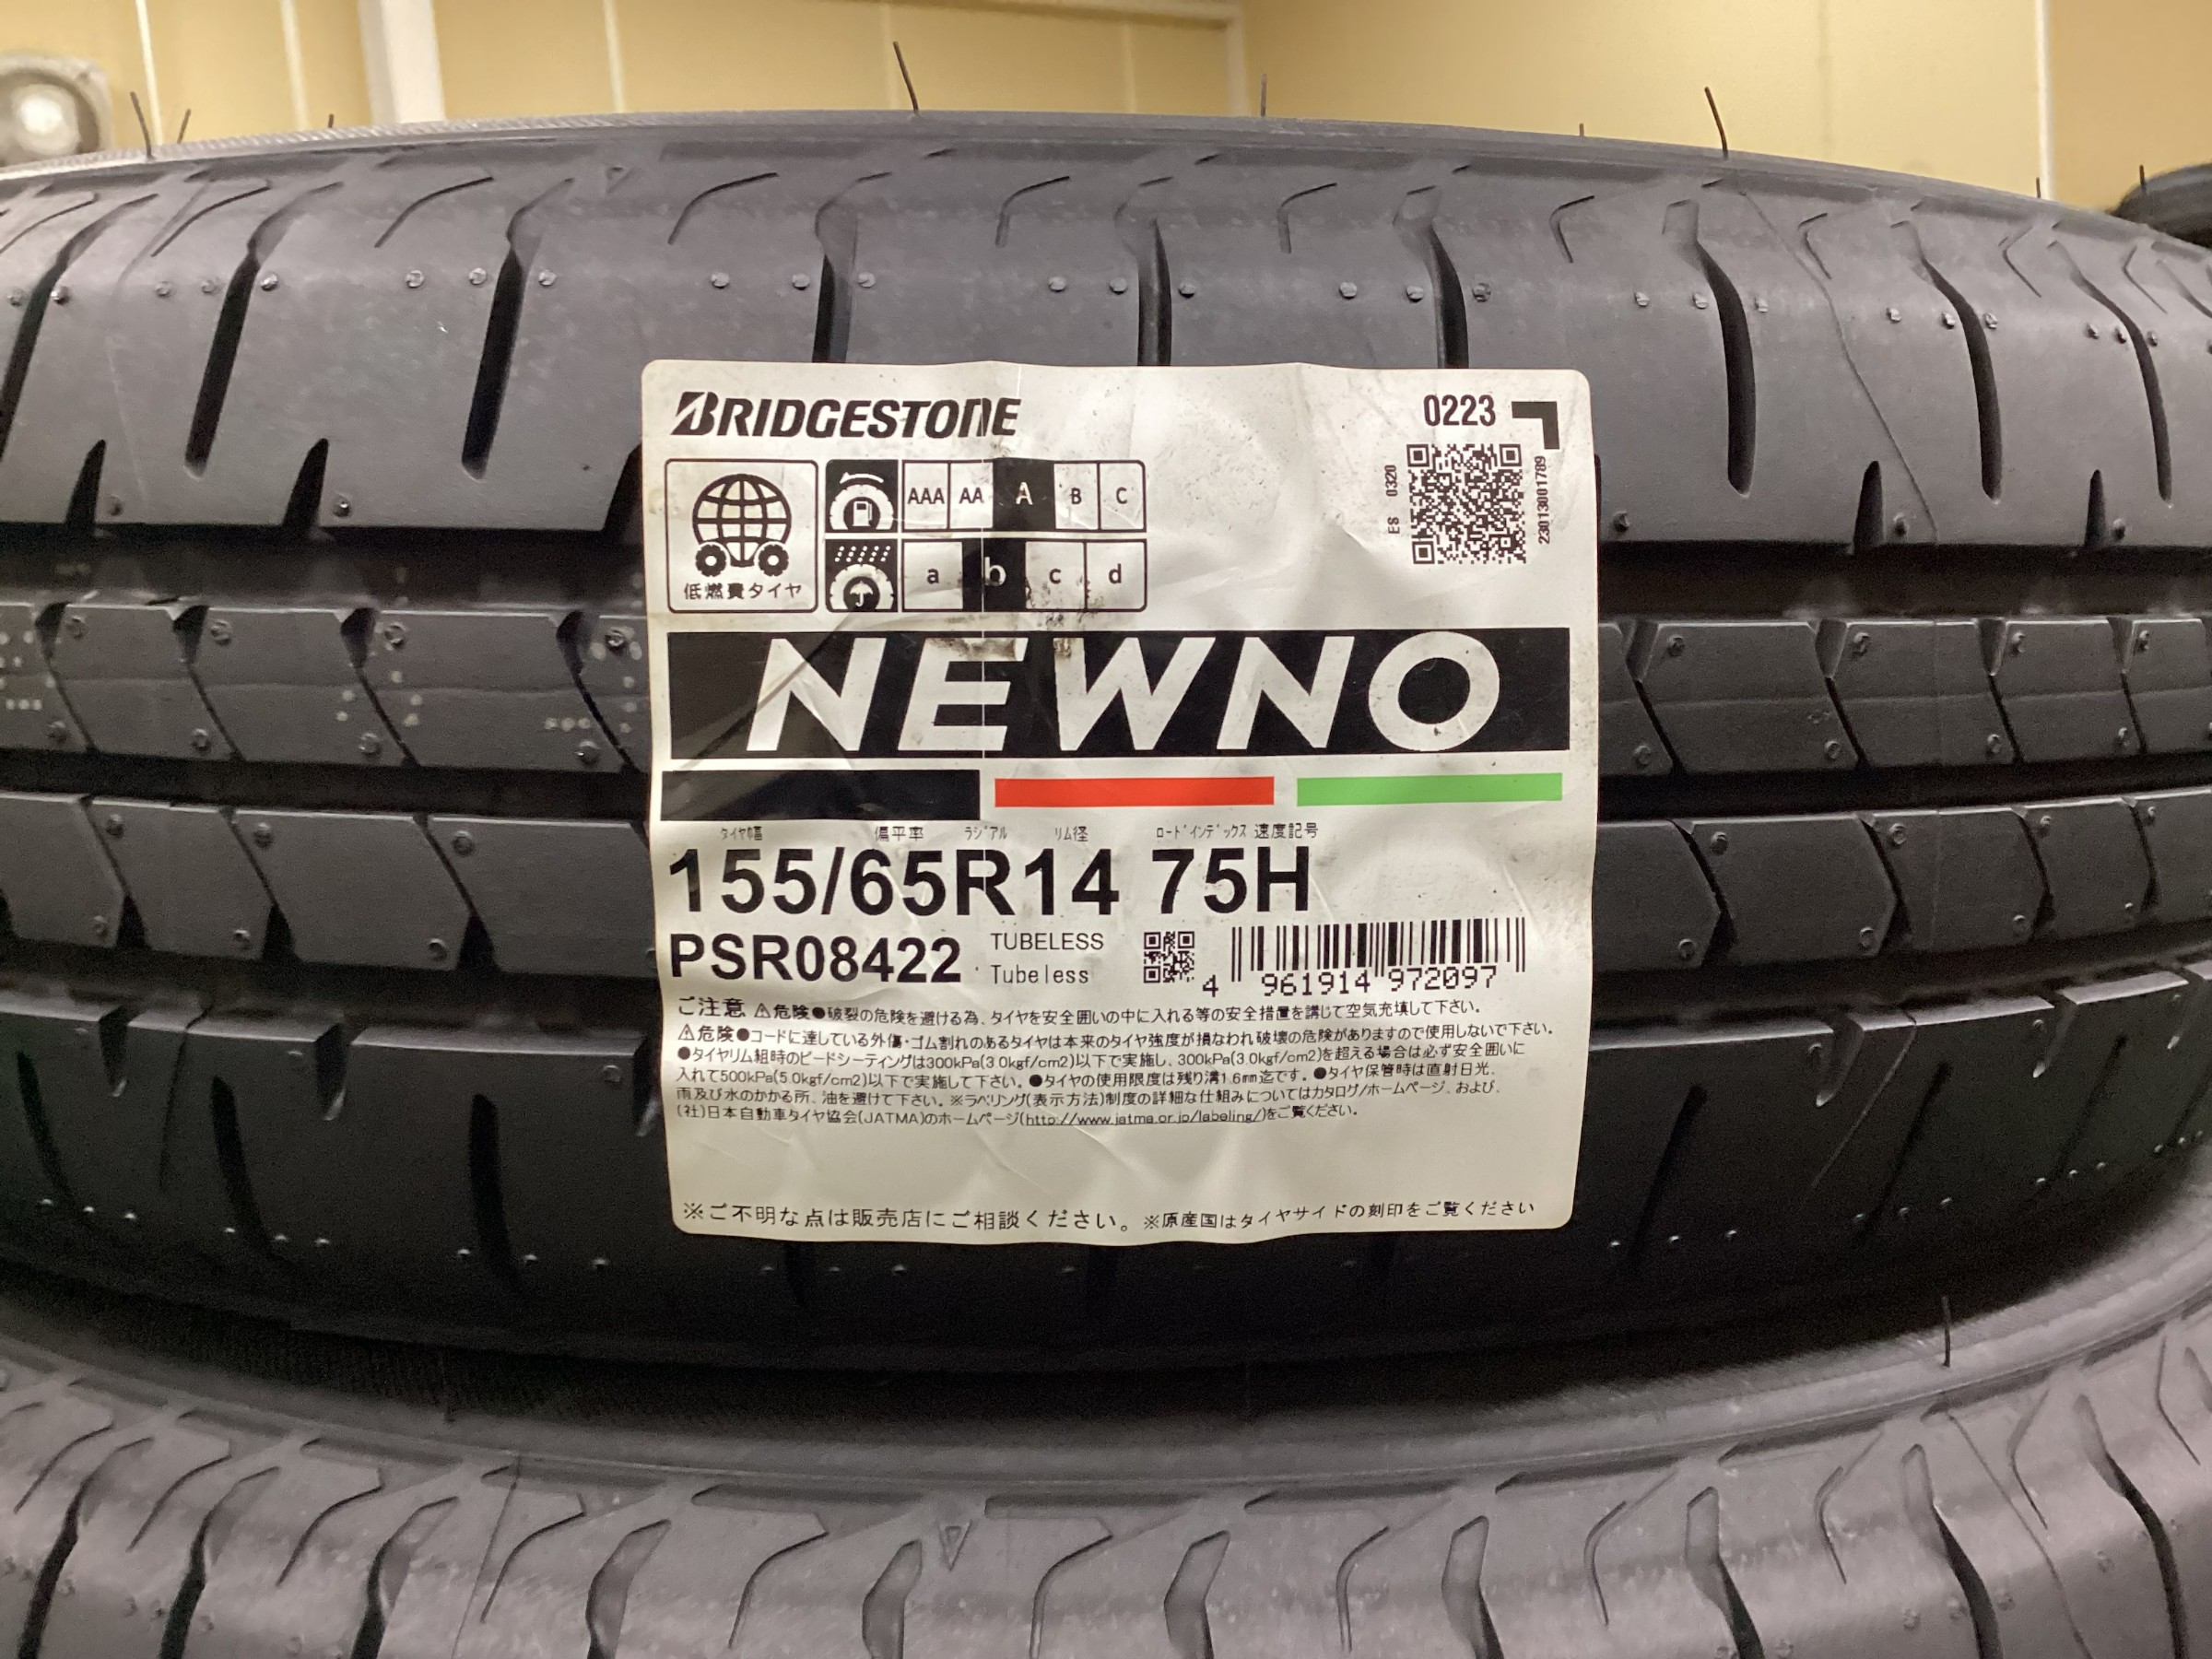 BRIDGESTONE
0223
ES 0320
2301301001789
低燃費タイヤ
AAA AA A B C
a b c d
NEWNO
タイヤ幅 偏平率 ラジアル リム径 ロードインデックス 速度記号
155/65R14 75H
PSR08422 TUBELESS
Tubeless
4 961914 972097
ご注意 ⚠危険●破裂の危険を避ける為、タイヤを安全囲いの中に入れる等の安全措置を講じて空気充填して下さい。
⚠危険●コードに達している外傷・ゴム割れのあるタイヤは本来のタイヤ強度が損なわれ破壊の危険がありますので使用しないで下さい。
●タイヤリム組時のビードシーティングは300kPa(3.0kgf/cm2)以下で実施し、300kPa(3.0kgf/cm2)を超える場合は必ず安全囲いに
入れて500kPa(5.0kgf/cm2)以下で実施して下さい。●タイヤの使用限度は残り溝1.6mm迄です。●タイヤ保管時は直射日光、
雨及び水のかかる所、油を避けて下さい。※ラベリング(表示方法)制度の詳細な仕組みについてはカタログ/ホームページ、および、
(社)日本自動車タイヤ協会(JATMA)のホームページ(http://www.jatma.or.jp/labeling/)をご覧ください。
※ご不明な点は販売店にご相談ください。※原産国はタイヤサイドの刻印をご覧ください